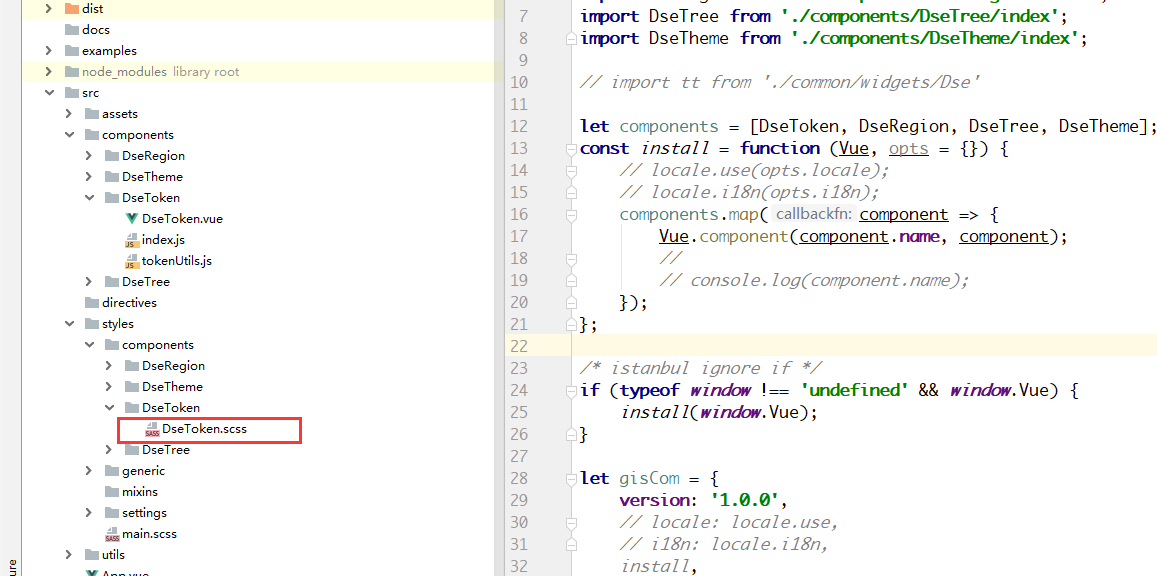 dist
docs
examples
node_modules library root
src
assets
components
DseRegion
DseTheme
DseToken
DseToken.vue
index.js
tokenUtils.js
DseTree
directives
styles
components
DseRegion
DseTheme
DseToken
DseToken.scss
DseTree
generic
mixins
settings
main.scss
utils
App.vue
7 import DseTree from './components/DseTree/index';
8 import DseTheme from './components/DseTheme/index';
9
10 // import tt from './common/widgets/Dse'
11
12 let components = [DseToken, DseRegion, DseTree, DseTheme];
13 const install = function (Vue, opts = {}) {
14 // locale.use(opts.locale);
15 // locale.i18n(opts.i18n);
16 components.map( callbackfn: component => {
17 Vue.component(component.name, component);
18 //
19 // console.log(component.name);
20 });
21 };
22
23 /* istanbul ignore if */
24 if (typeof window !== 'undefined' && window.Vue) {
25 install(window.Vue);
26 }
27
28 let gisCom = {
29 version: '1.0.0',
30 // locale: locale.use,
31 // i18n: locale.i18n,
32 install,